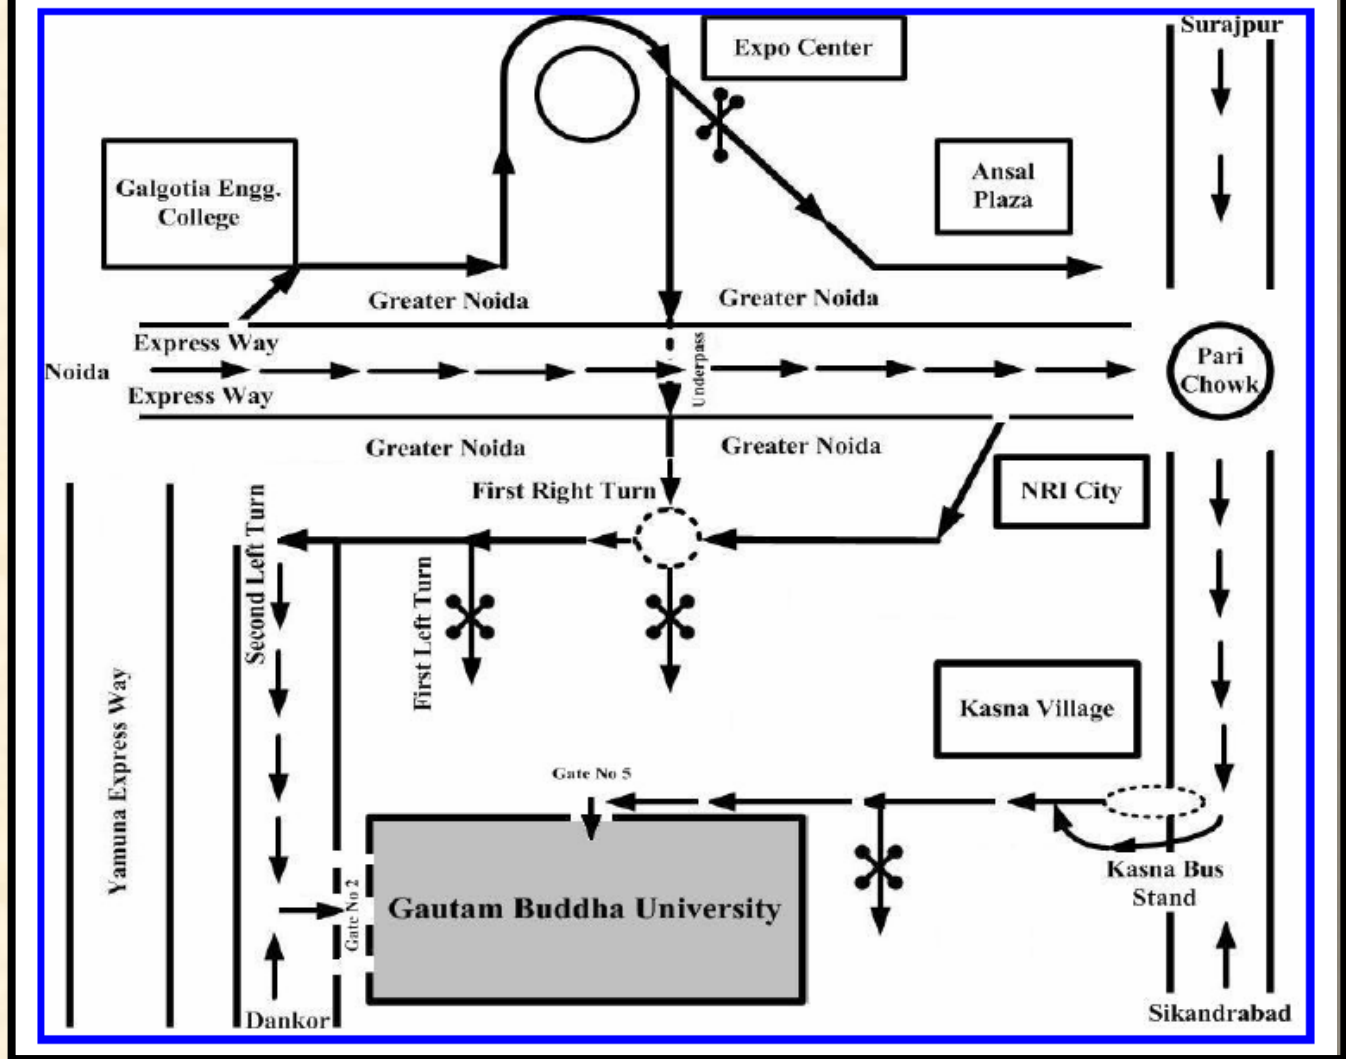 Surajpur
Expo Center
Galgotia Engg.
College
Ansal
Plaza
Greater Noida
Greater Noida
Express Way
Underpass
Noida
Express Way
Pari
Chowk
Greater Noida
Greater Noida
First Right Turn
NRI City
Second Left Turn
First Left Turn
Yamuna Express Way
Kasna Village
Gate No 5
Kasna Bus
Stand
Gate No 2
Gautam Buddha University
Dankor
Sikandrabad